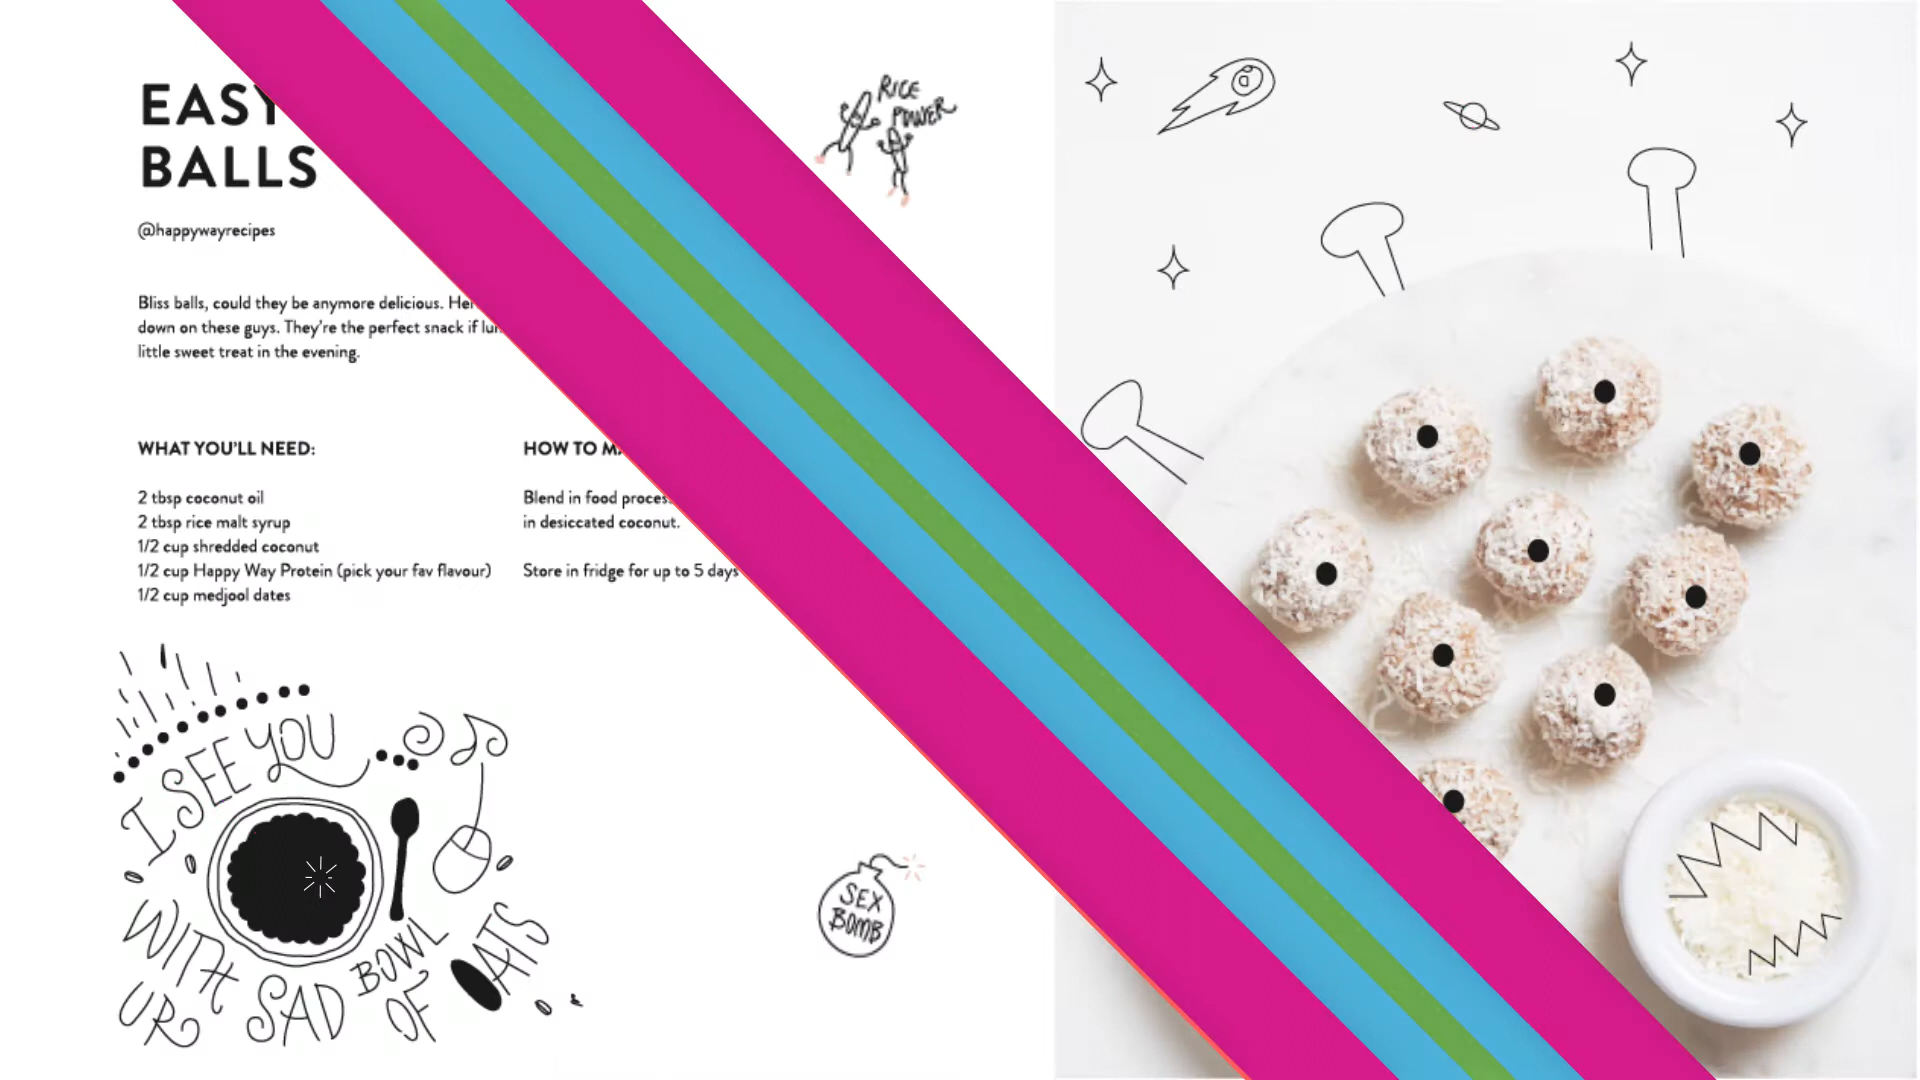 EASY
BALLS
@happywayrecipes
Bliss balls, could they be anymore delicious.
down on these guys. They're the perfect snack if
little sweet treat in the evening.
WHAT YOU'LL NEED:
2 tbsp coconut oil
2 tbsp rice malt syrup
1/2 cup shredded coconut
1/2 cup Happy Way Protein (pick your fav flavour)
1/2 cup medjool dates
HOW TO
Blend in food
in desiccated coconut.
Store in fridge for up to 5 days
RICE
POWER
I SEE YOU
WITH
UR SAD BOWL
OF OATS
SEX
BOMB